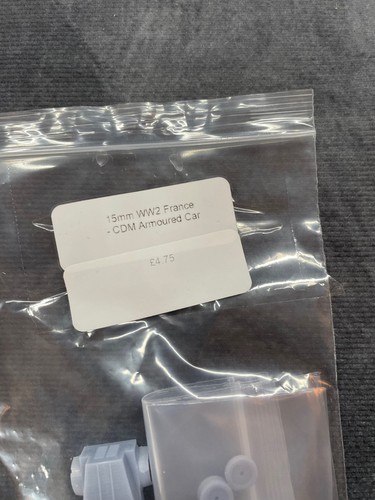 15mm WW2 France
- CDM Armoured Car
£4.75